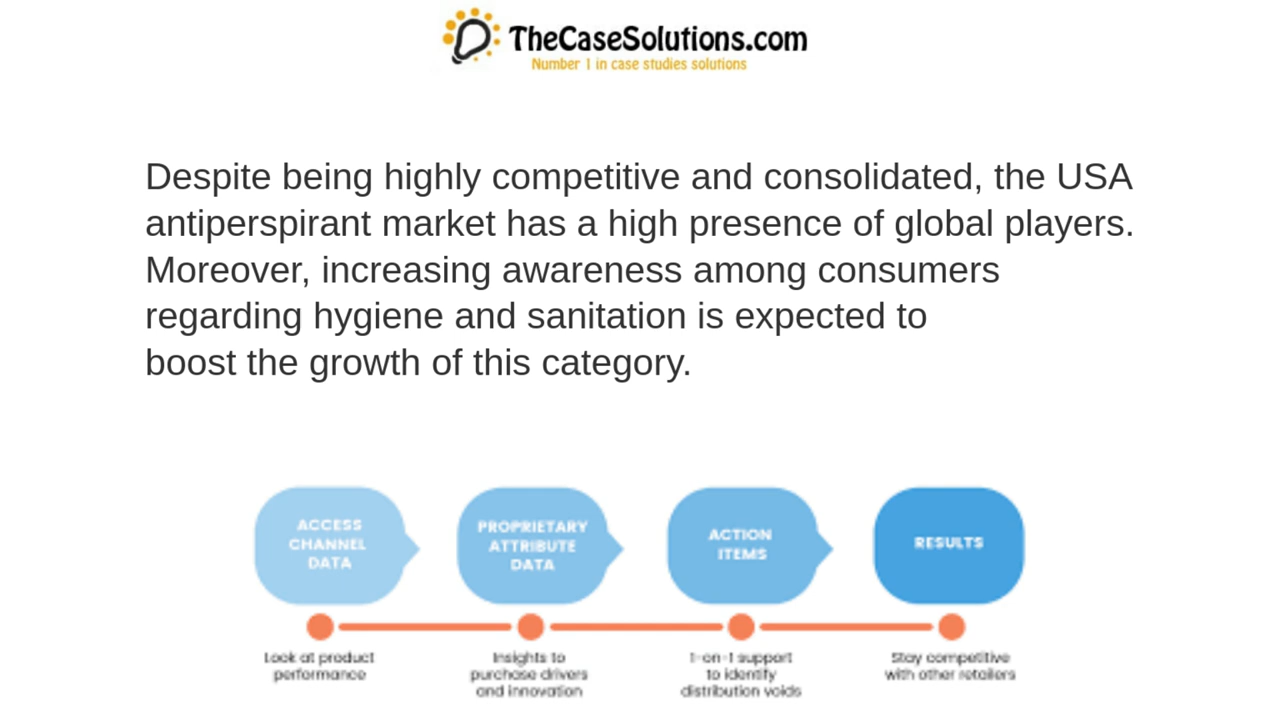 TheCaseSolutions.com
Number 1 in case studies solutions
Despite being highly competitive and consolidated, the USA
antiperspirant market has a high presence of global players.
Moreover, increasing awareness among consumers
regarding hygiene and sanitation is expected to
boost the growth of this category.
ACCESS
CHANNEL
DATA
PROPRIETARY
ATTRIBUTE
DATA
ACTION
ITEMS
RESULTS
Look at product
performance
Insights to
purchase drivers
and innovation
1-on-1 support
to identify
distribution voids
Stay competitive
with other retailers